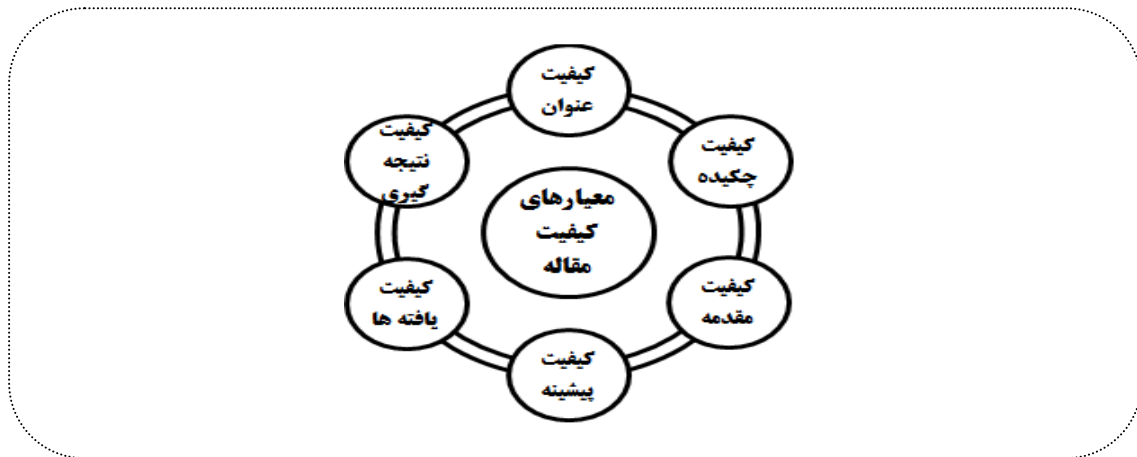 کیفیت
عنوان
کیفیت
چکیده
کیفیت
مقدمه
کیفیت
پیشینه
کیفیت
یافته ها
کیفیت
نتیجه
گیری
معیارهای
کیفیت
مقاله